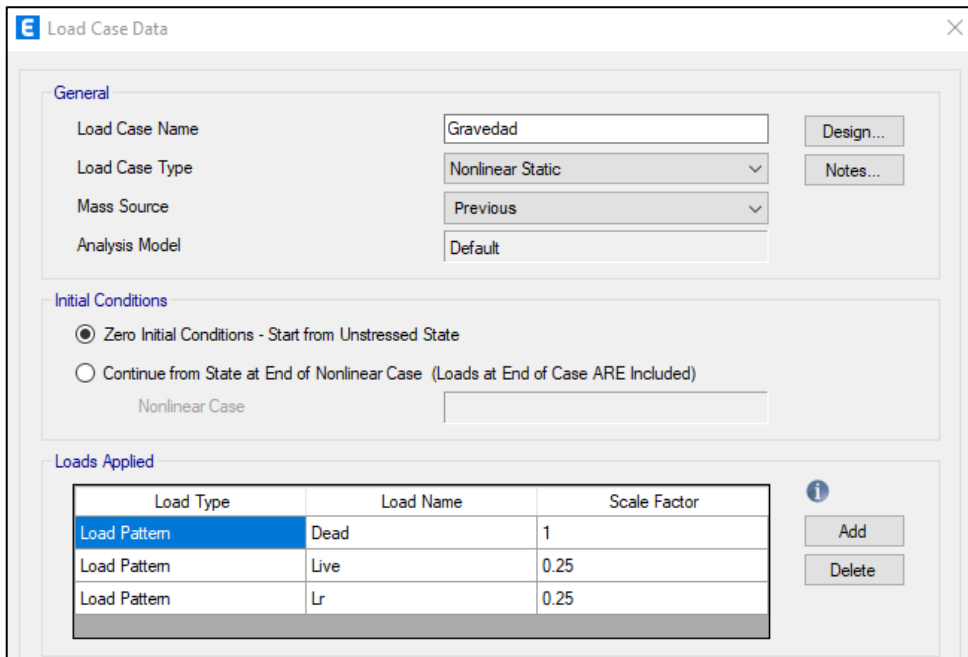 E Load Case Data
General
Load Case Name Gravedad Design...
Load Case Type Nonlinear Static Notes...
Mass Source Previous
Analysis Model Default
Initial Conditions
Zero Initial Conditions - Start from Unstressed State
Continue from State at End of Nonlinear Case (Loads at End of Case ARE Included)
Nonlinear Case
Loads Applied
Load Type Load Name Scale Factor
Load Pattern Dead 1 Add
Load Pattern Live 0.25 Delete
Load Pattern Lr 0.25